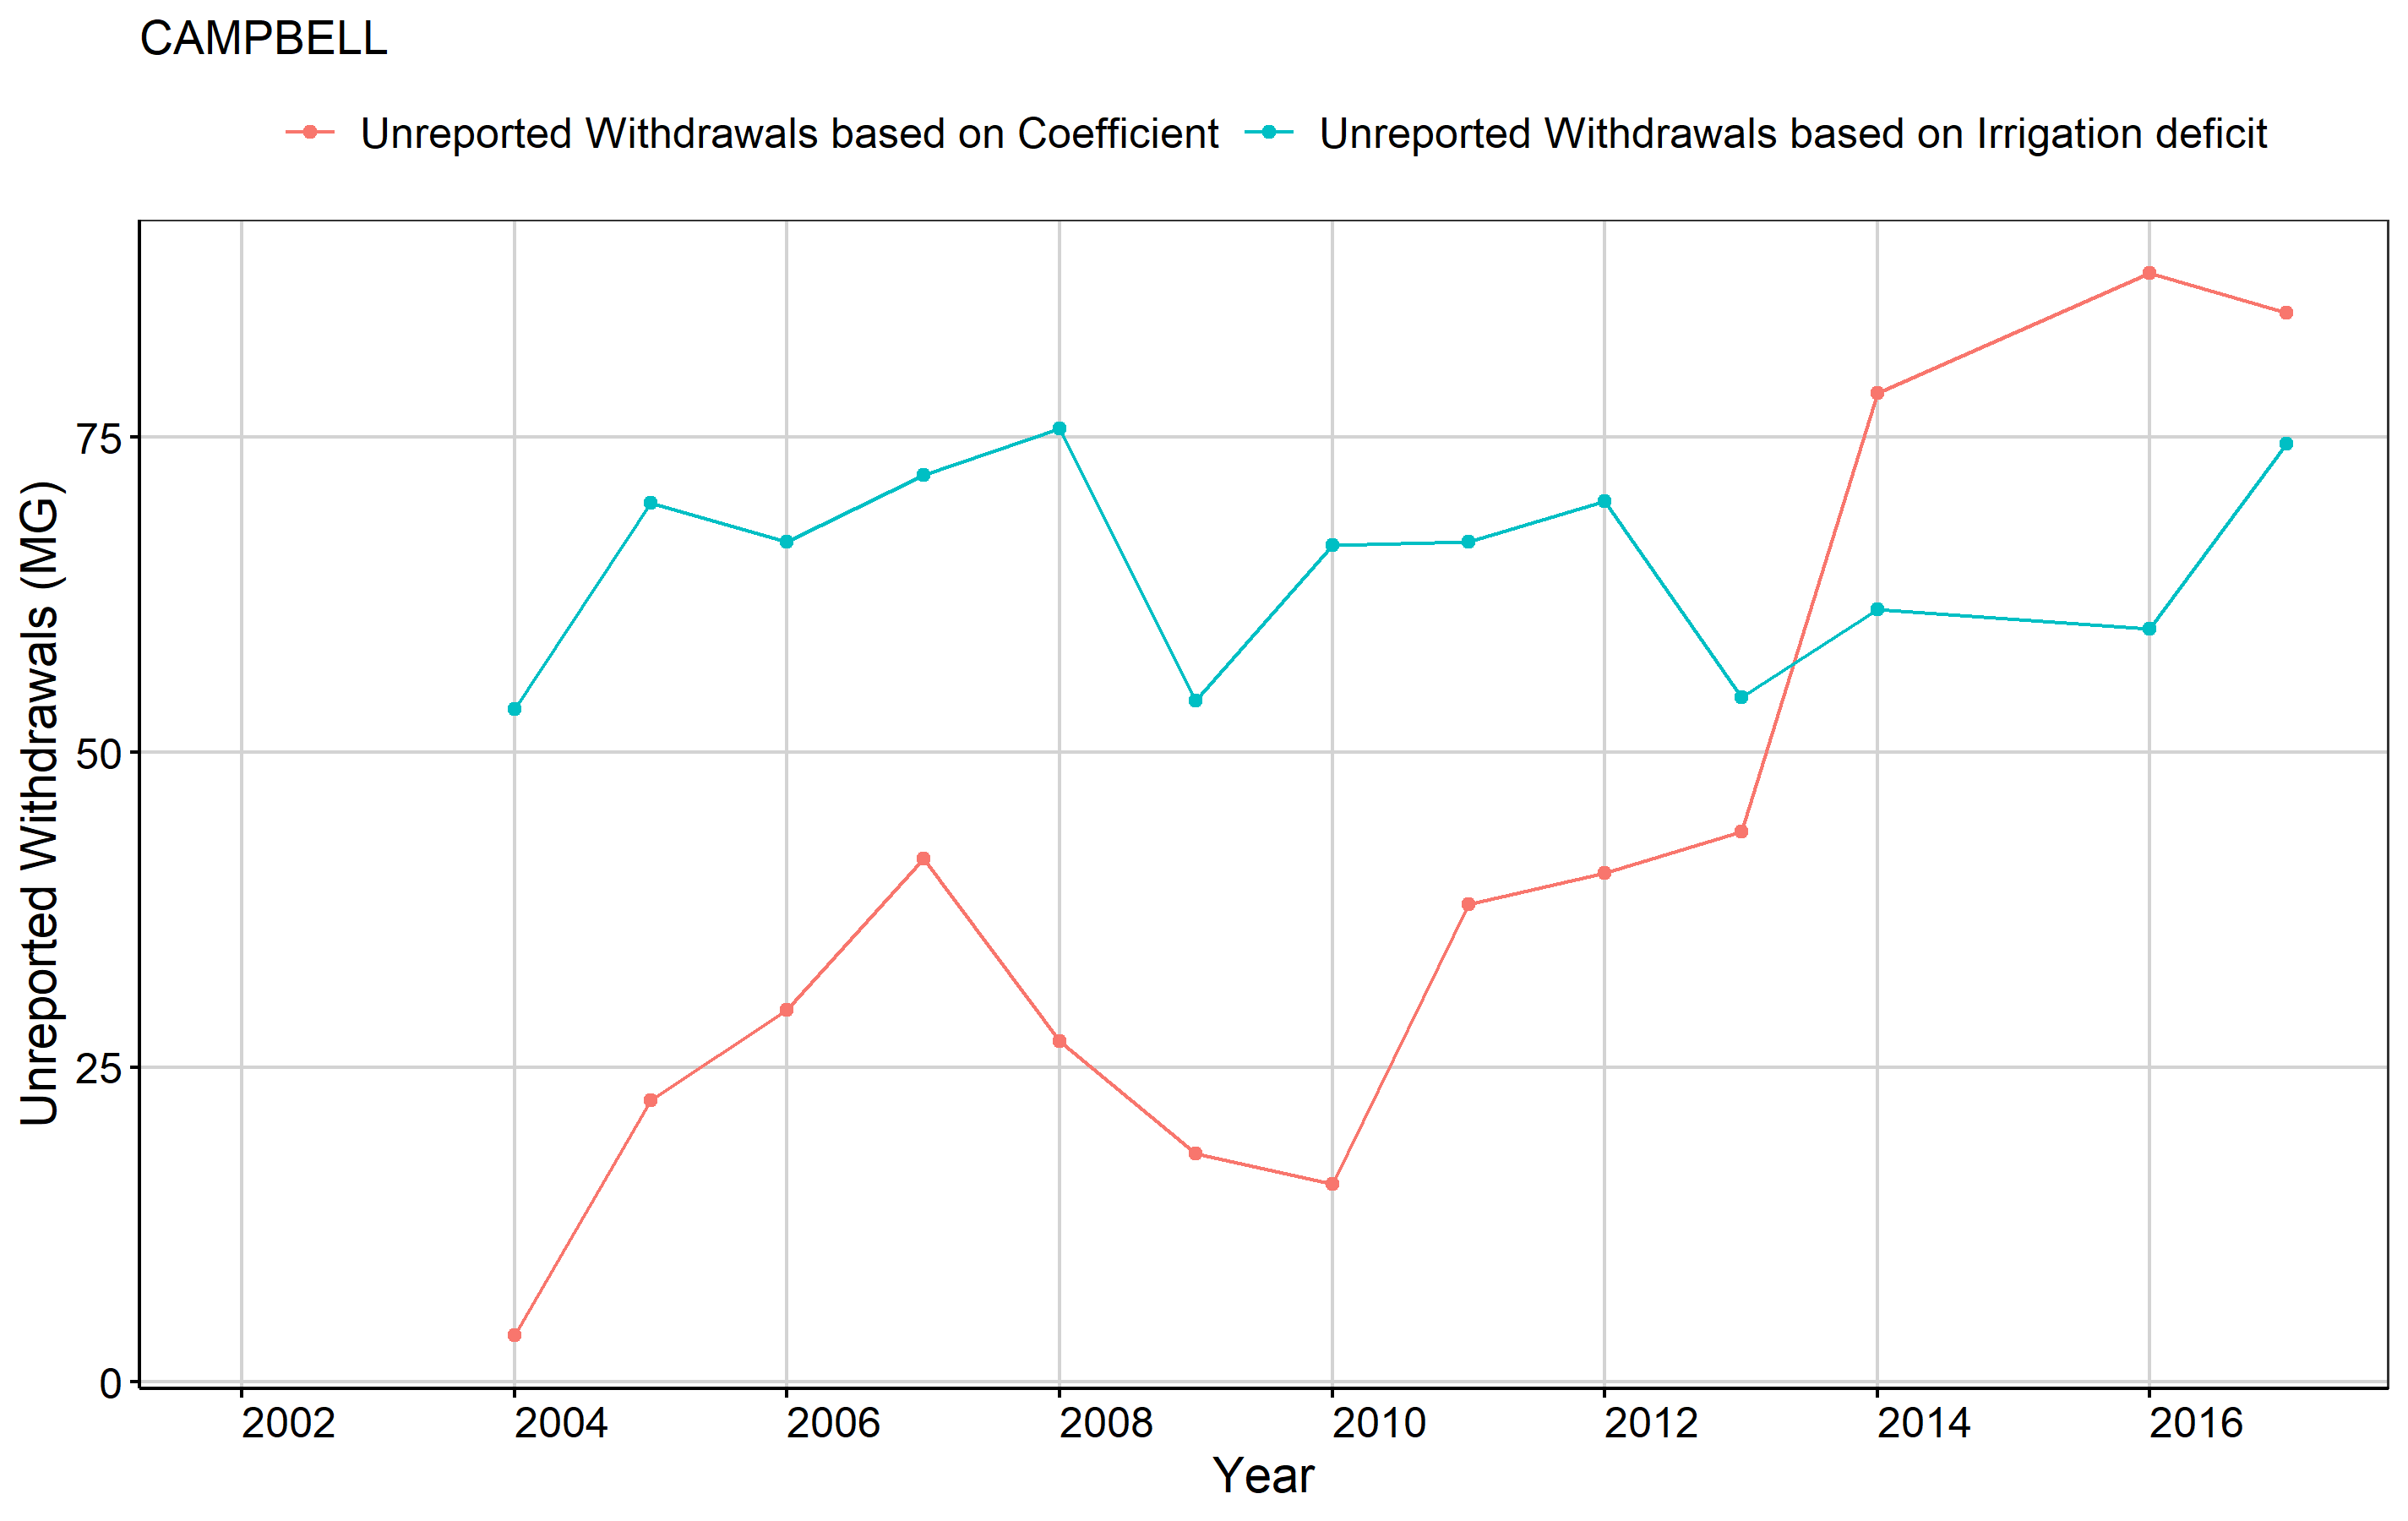 CAMPBELL
Unreported Withdrawals based on Coefficient Unreported Withdrawals based on Irrigation deficit
Unreported Withdrawals (MG)
75
50
25
0
2002 2004 2006 2008 2010 2012 2014 2016
Year